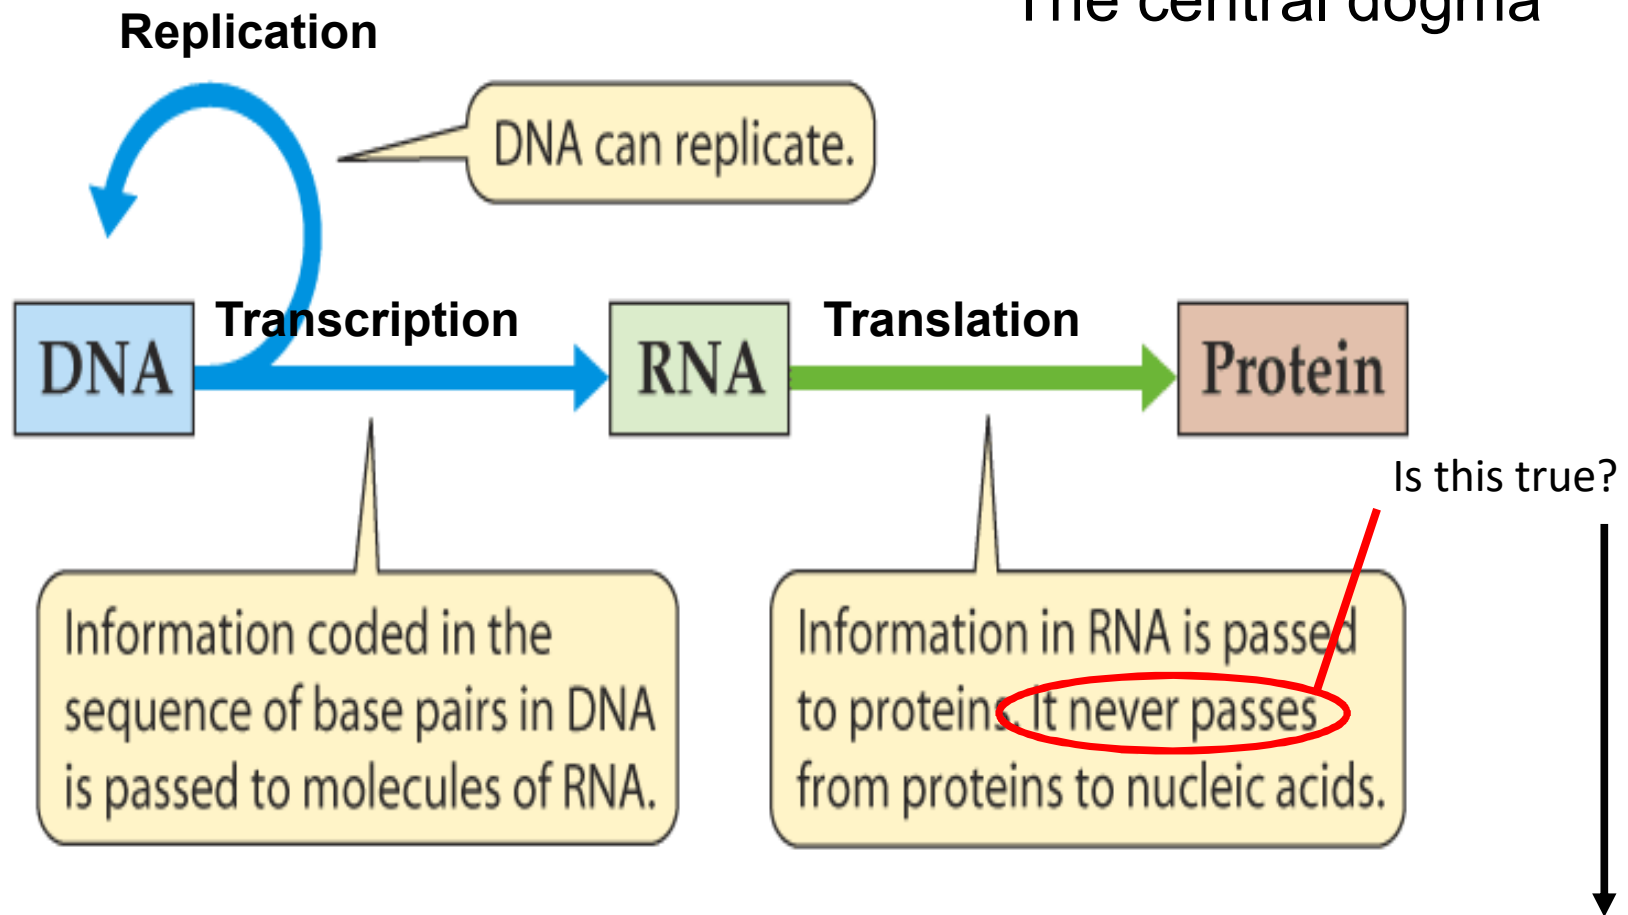 The central dogma
Replication
DNA can replicate.
Transcription
Translation
DNA
RNA
Protein
Is this true?
Information coded in the
sequence of base pairs in DNA
is passed to molecules of RNA.
Information in RNA is passed
to proteins. It never passes
from proteins to nucleic acids.